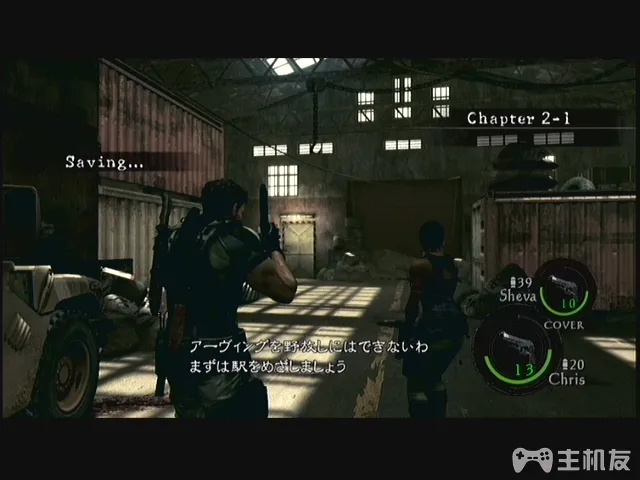 Chapter 2-1
Saving...
39
Sheva
10
COVER
アーヴィングを野放しにはできないわ
まずは駅をめざしましょう
13
20
Chris
主机友